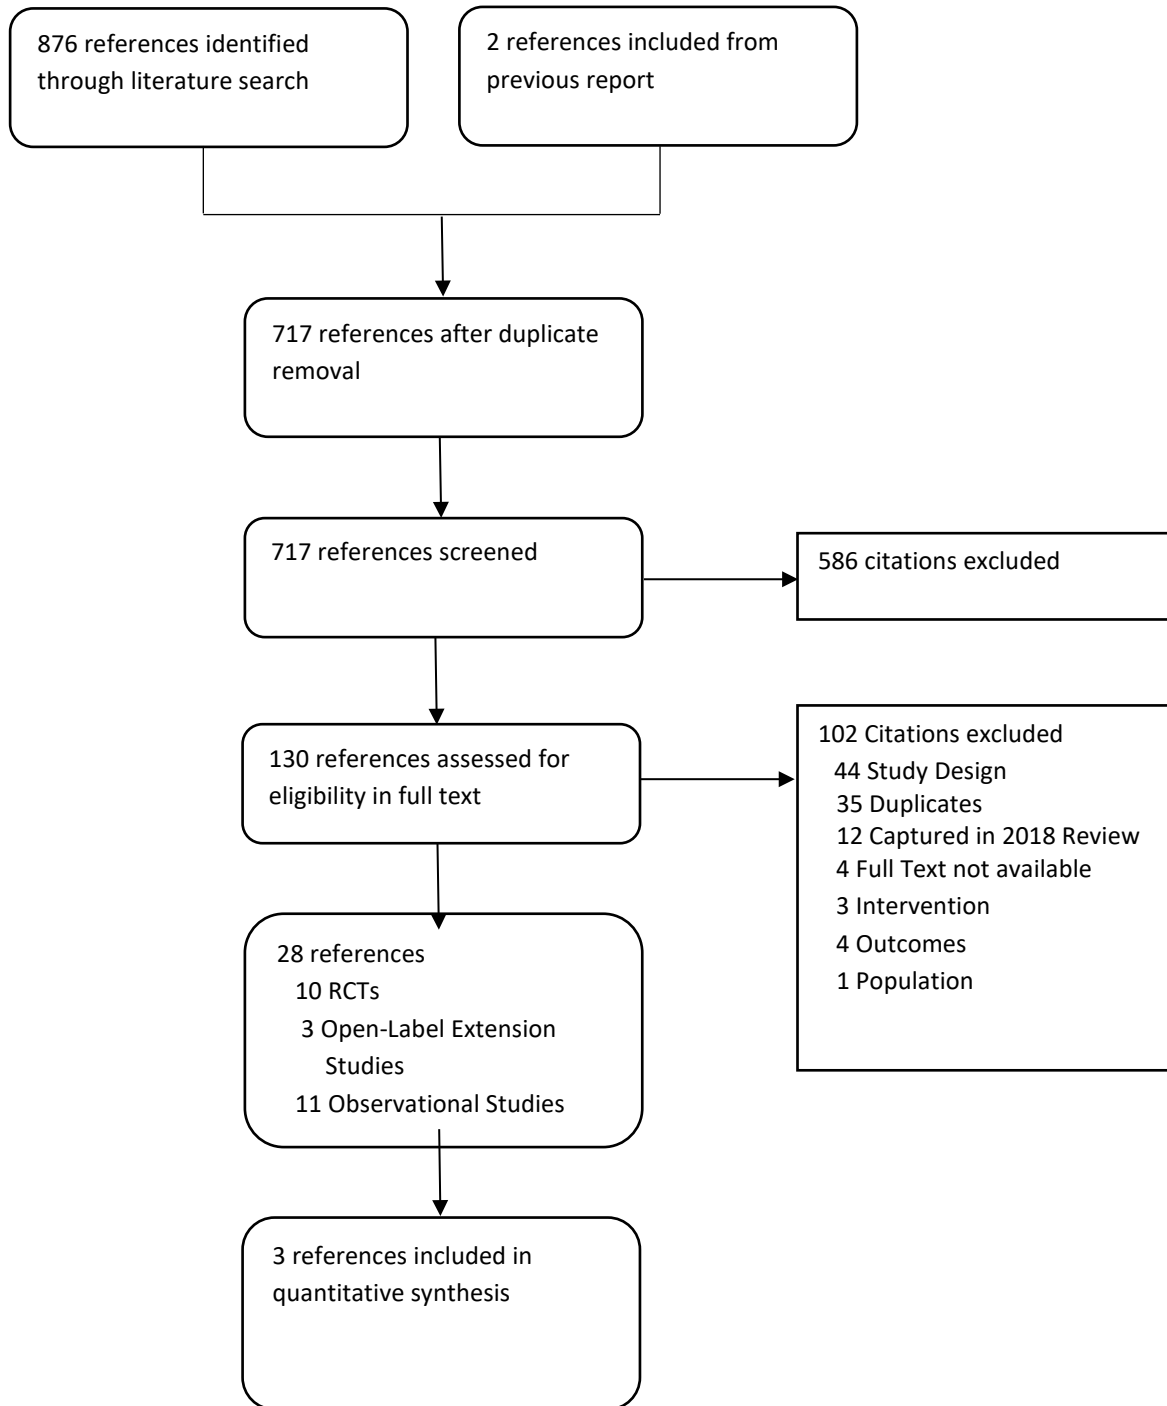 876 references identified
through literature search
2 references included from
previous report
717 references after duplicate
removal
717 references screened
586 citations excluded
130 references assessed for
eligibility in full text
102 Citations excluded
44 Study Design
35 Duplicates
12 Captured in 2018 Review
4 Full Text not available
3 Intervention
4 Outcomes
1 Population
28 references
10 RCTs
3 Open-Label Extension
Studies
11 Observational Studies
3 references included in
quantitative synthesis